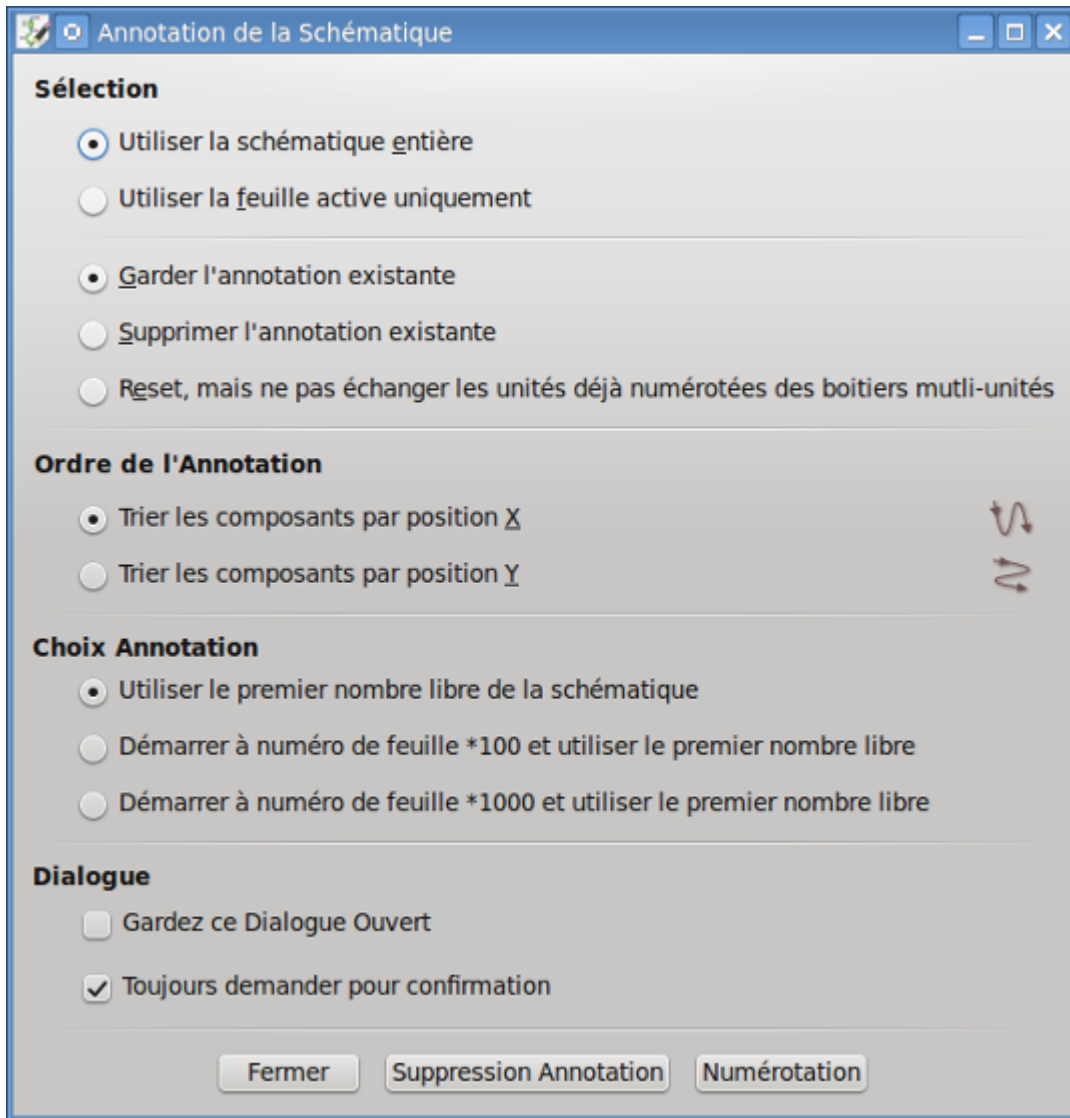 Annotation de la Schématique
Sélection
Utiliser la schématique entière
Utiliser la feuille active uniquement
Garder l'annotation existante
Supprimer l'annotation existante
Reset, mais ne pas échanger les unités déjà numérotées des boitiers mutli-unités
Ordre de l'Annotation
Trier les composants par position X
Trier les composants par position Y
Choix Annotation
Utiliser le premier nombre libre de la schématique
Démarrer à numéro de feuille *100 et utiliser le premier nombre libre
Démarrer à numéro de feuille *1000 et utiliser le premier nombre libre
Dialogue
Gardez ce Dialogue Ouvert
Toujours demander pour confirmation
Fermer Suppression Annotation Numérotation